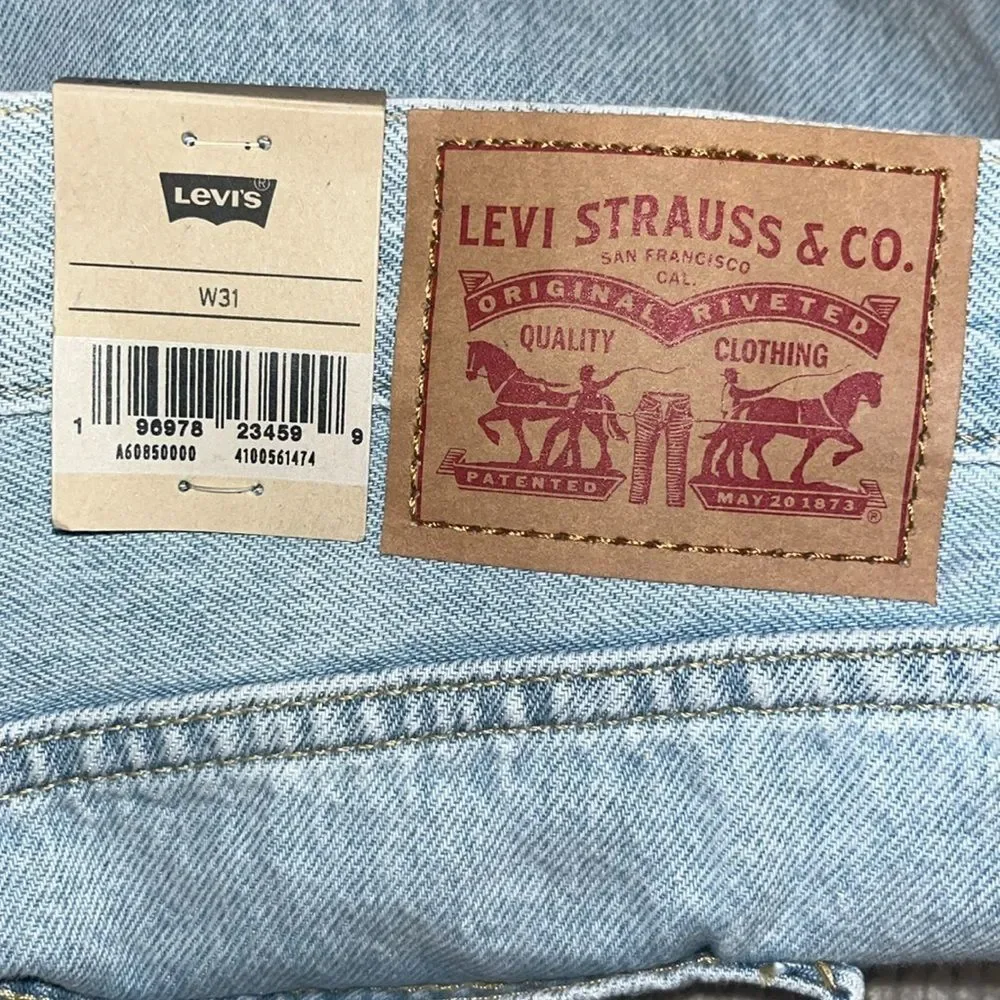 LEVI'S®
W31
1 96978 23459 9
A60850000 4100561474
LEVI STRAUSS & CO.
SAN FRANCISCO
CAL.
ORIGINAL RIVETED
QUALITY CLOTHING
PATENTED MAY 20 1873 ®